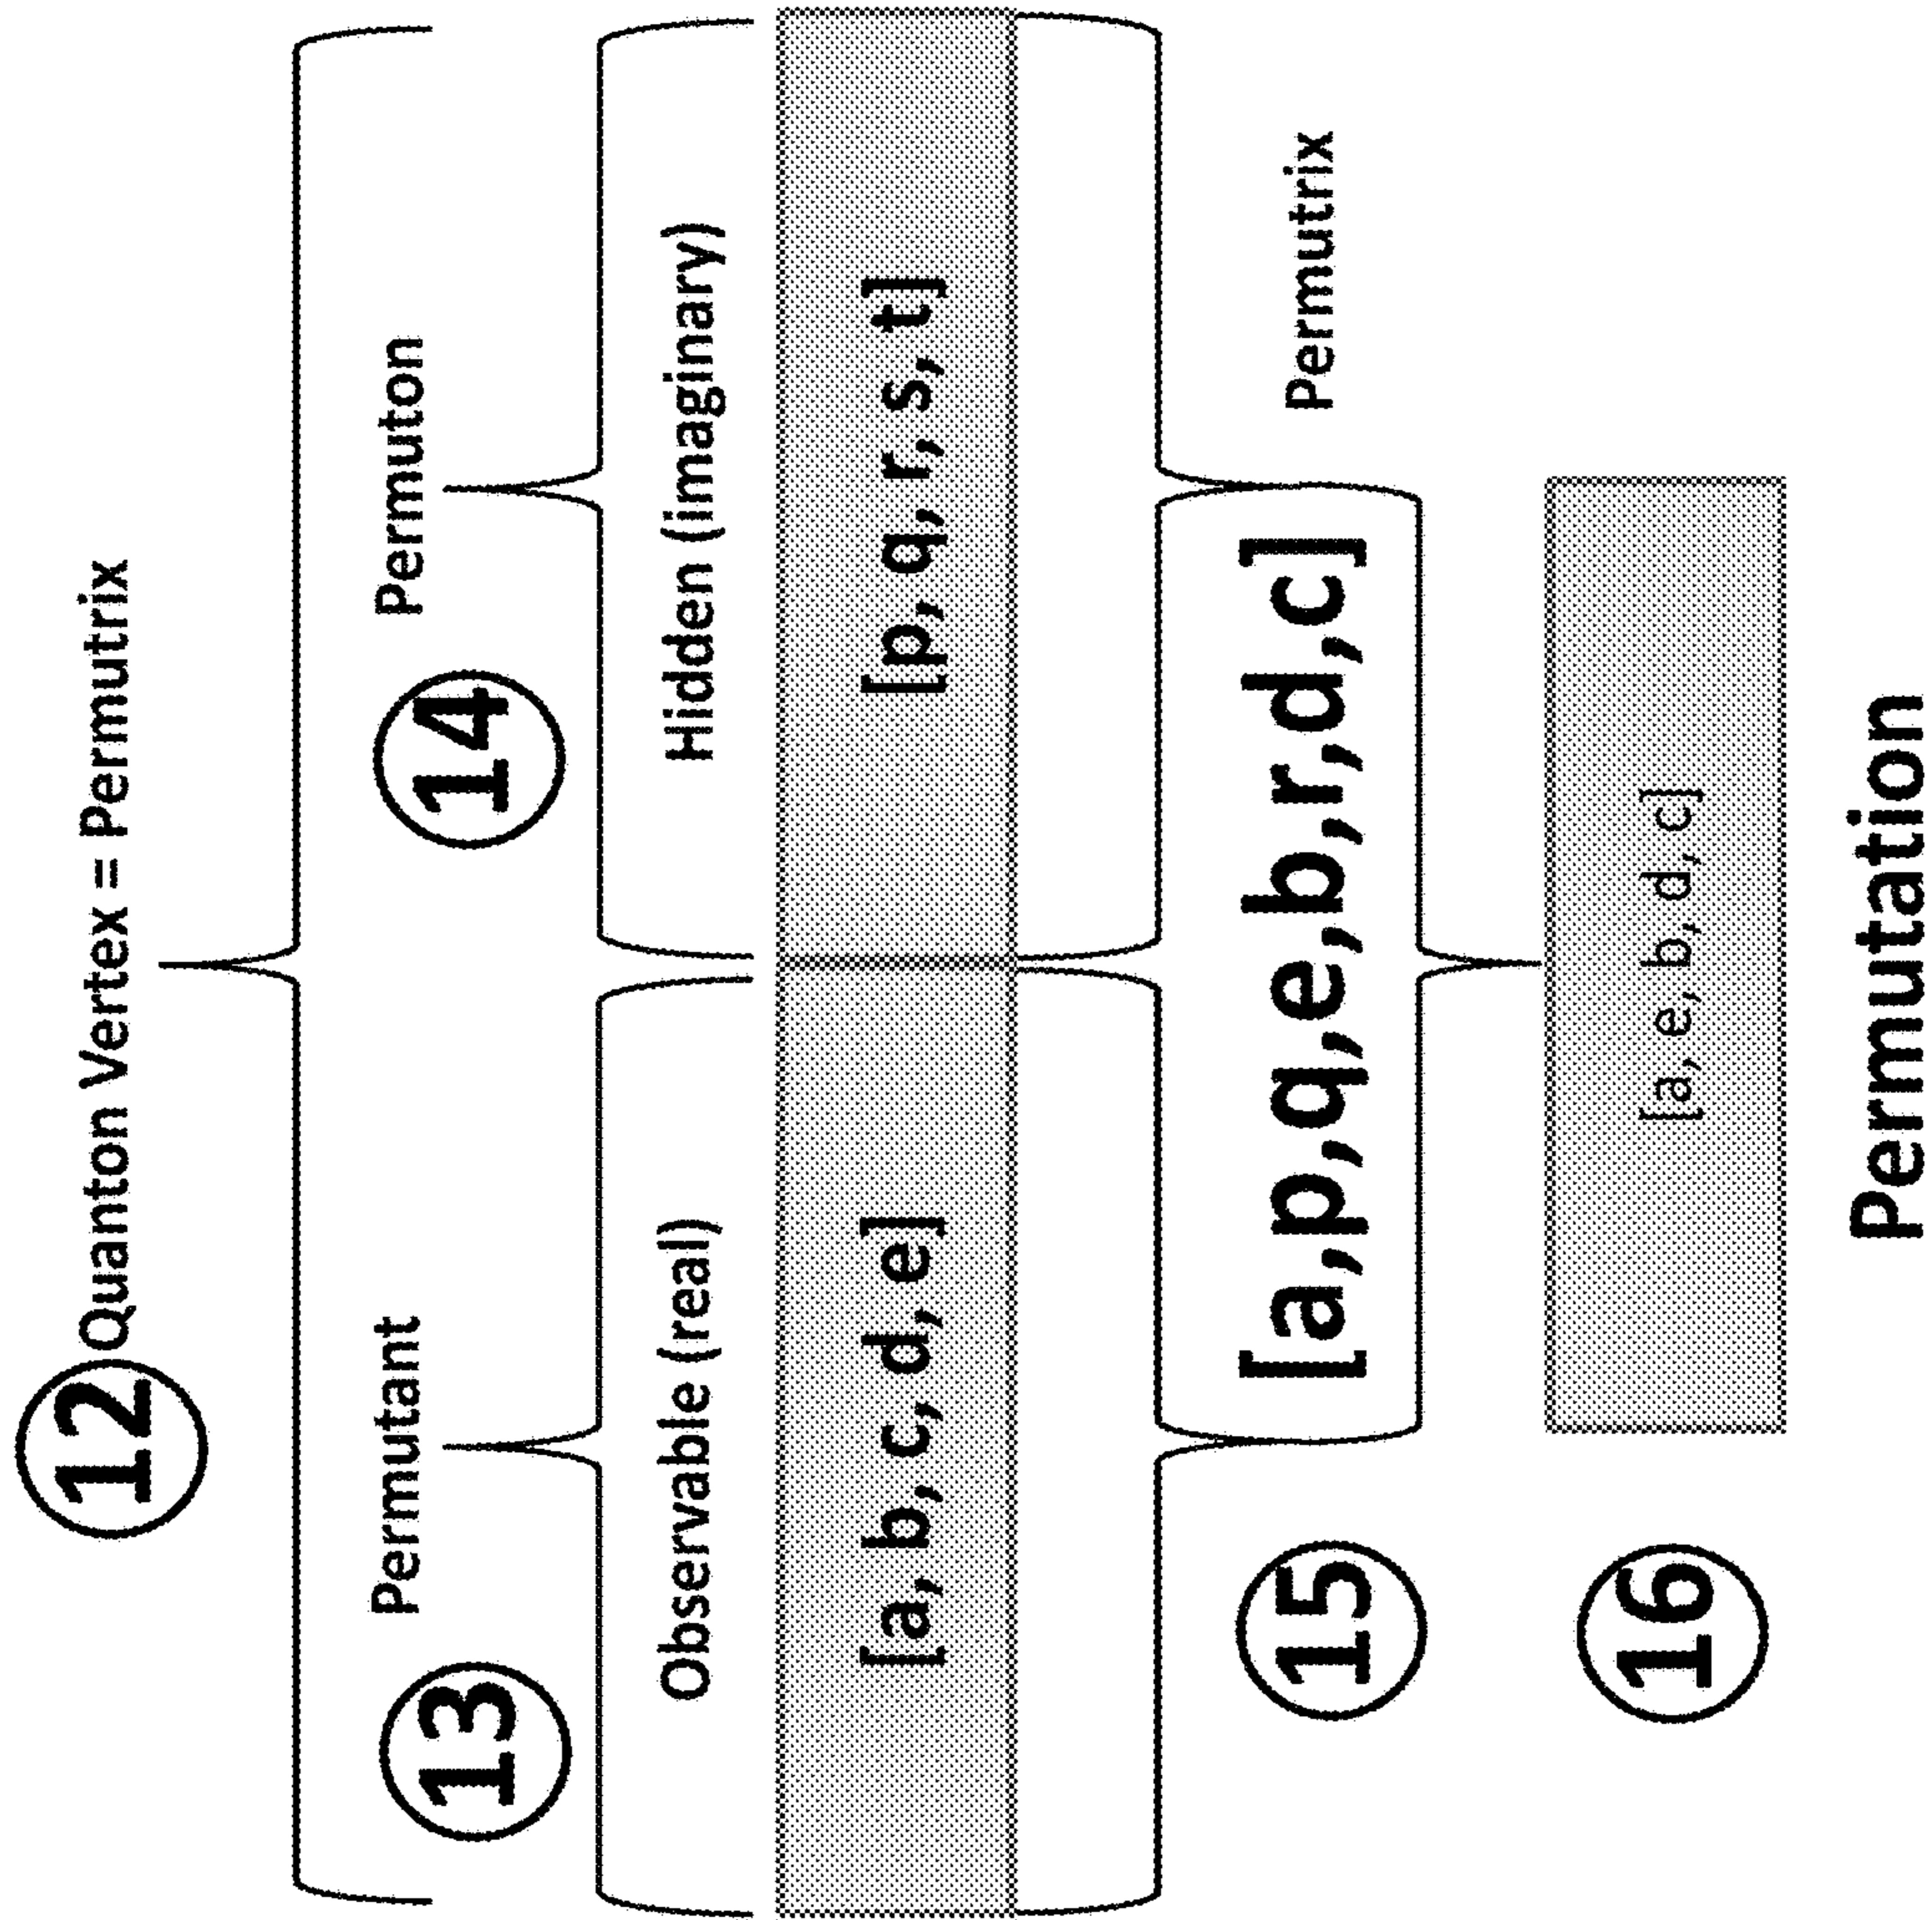 12 Quanton Vertex = Permutrix
13 Permutant
14 Permuton
Observable (real)
Hidden (imaginary)
[a, b, c, d, e]
[p, q, r, s, t]
15 [a,p,q,e,b,r,d,c]
Permutrix
16 [a, e, b, d, c]
Permutation